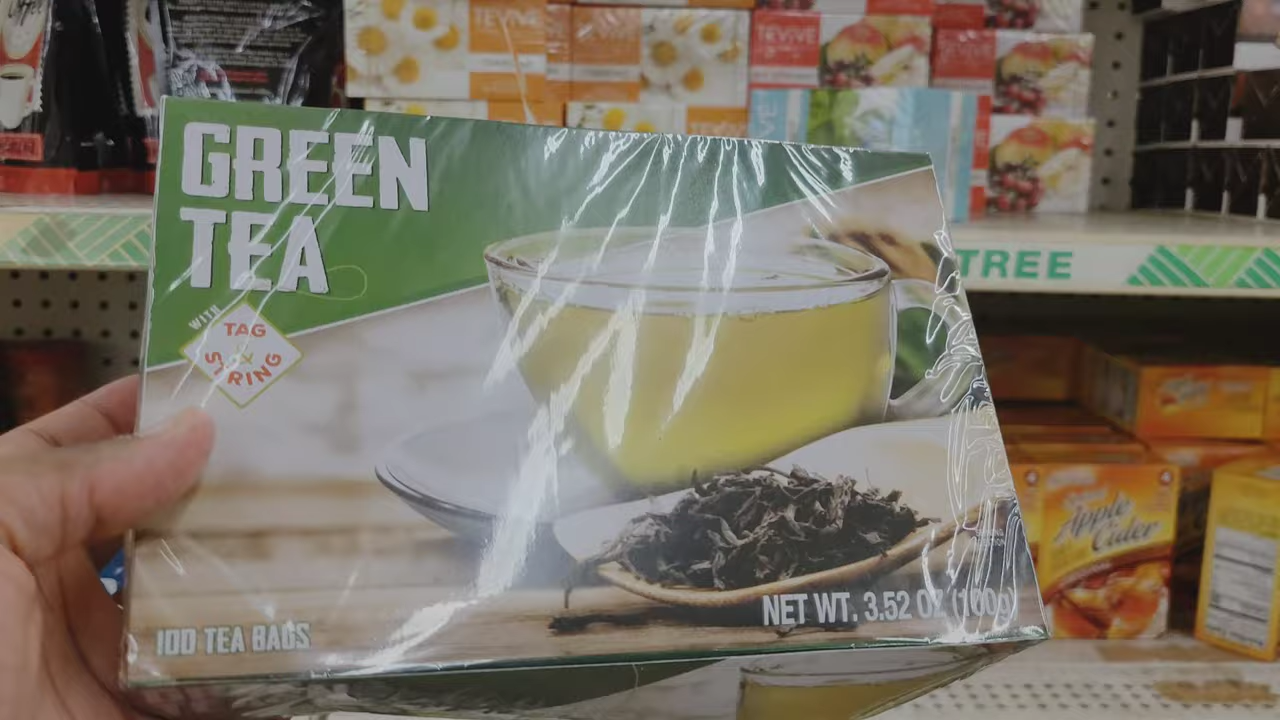 GREEN
TEA
WITH
TAG
&
STRING
100 TEA BAGS
NET WT. 3.52 OZ (100g)
TEVIVE
TEVIVE
TREE
Apple
Cider